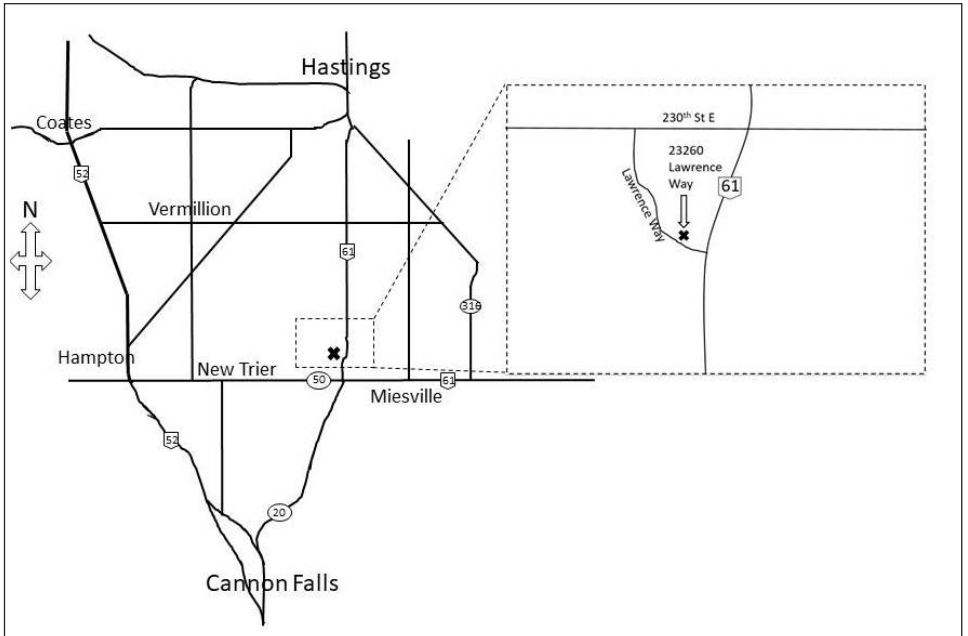 Hastings
Coates
230th St E
23260
Lawrence
Way
52
Lawrence Way
61
N
Vermillion
61
316
Hampton
New Trier
50
61
Miesville
52
20
Cannon Falls